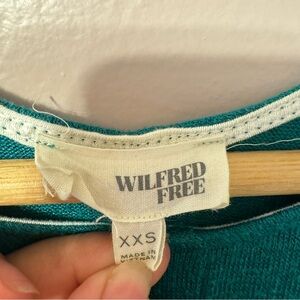 WILFRED
FREE
XXS
MADE IN
VIETNAM